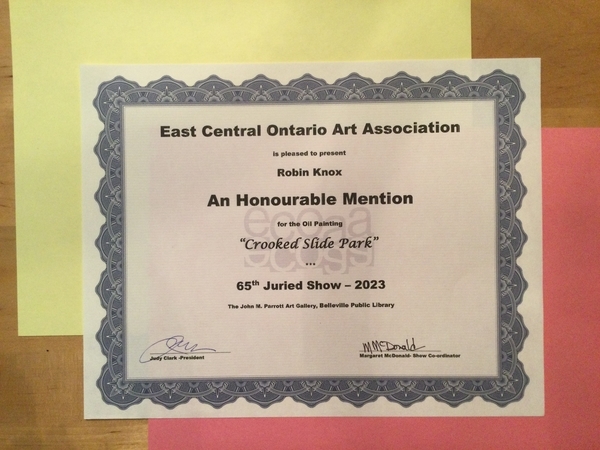 East Central Ontario Art Association
is pleased to present
Robin Knox
An Honourable Mention
for the Oil Painting
"Crooked Slide Park"
...
65th Juried Show – 2023
The John M. Parrott Art Gallery, Belleville Public Library
Judy Clark -President
M McDonald
Margaret McDonald- Show Co-ordinator